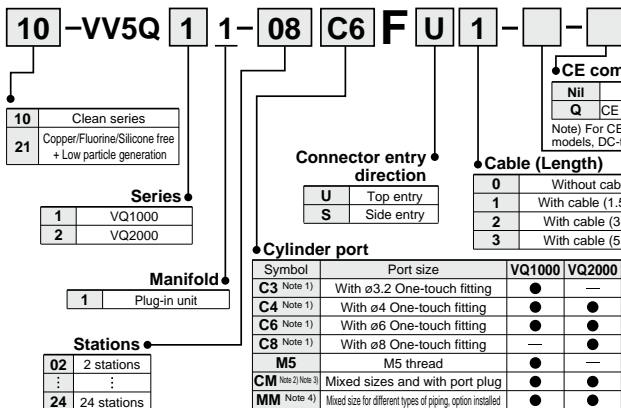 10 –VV5Q 1 1– 08 C6 F U 1 –
CE com
Nil
Q CE
Note) For CE
models, DC-
10 Clean series
21 Copper/Fluorine/Silicone free
+ Low particle generation
Connector entry
direction
U Top entry
S Side entry
Cable (Length)
0 Without cab
1 With cable (1.5
2 With cable (3
3 With cable (5
Series
1 VQ1000
2 VQ2000
Manifold
1 Plug-in unit
Stations
02 2 stations
⋮ ⋮
24 24 stations
Cylinder port
Symbol Port size VQ1000 VQ2000
C3 Note 1) With ø3.2 One-touch fitting ● —
C4 Note 1) With ø4 One-touch fitting ● ●
C6 Note 1) With ø6 One-touch fitting ● ●
C8 Note 1) With ø8 One-touch fitting — ●
M5 M5 thread ● —
CM Note 2) Note 3) Mixed sizes and with port plug ● ●
MM Note 4) Mixed size for different types of piping, option installed ● ●